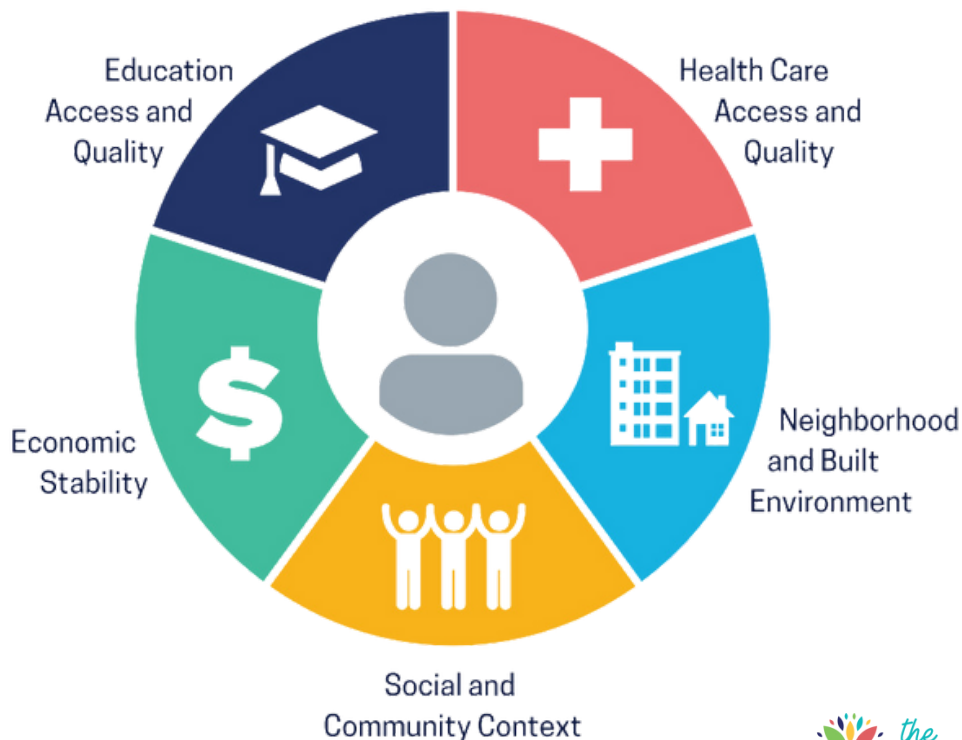 Education
Access and
Quality
Health Care
Access and
Quality
Economic
Stability
Neighborhood
and Built
Environment
Social and
Community Context
the